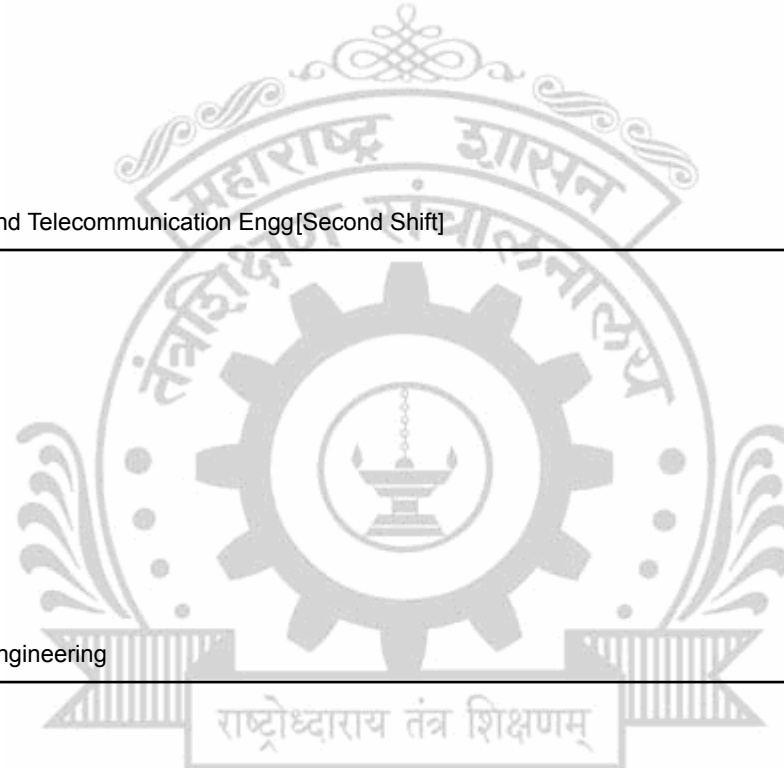 महाराष्ट्र शासन
nd Telecommunication Engg[Second Shift]
तंत्रशिक्षण संचालनालय
ngineering
राष्ट्रोध्दाराय तंत्र शिक्षणम्